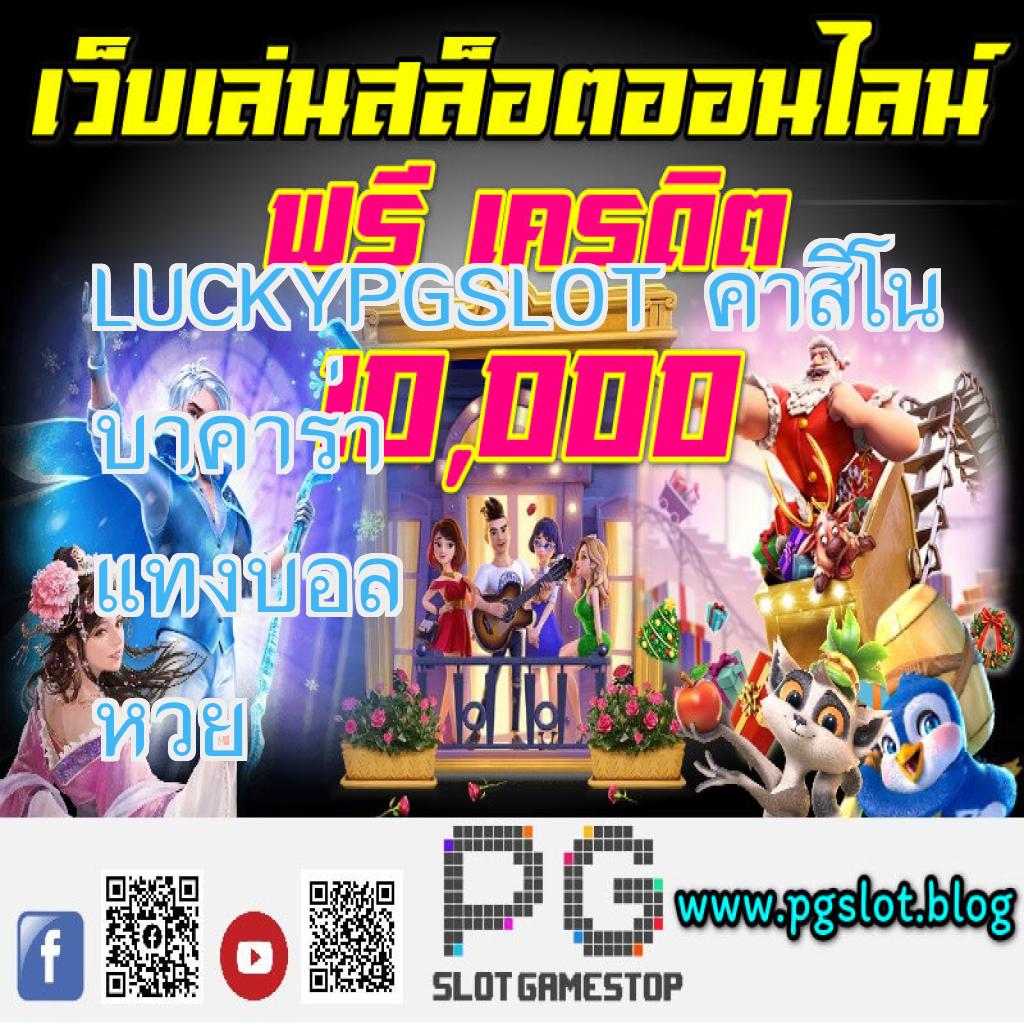 เว็บเล่นสล็อตออนไลน์
ฟรี เครดิต
LUCKYPGSLOT คาสิโน
0,000
บาคาร่า
แทงบอล
หวย
PG
SLOT GAMESTOP
www.pgslot.blog